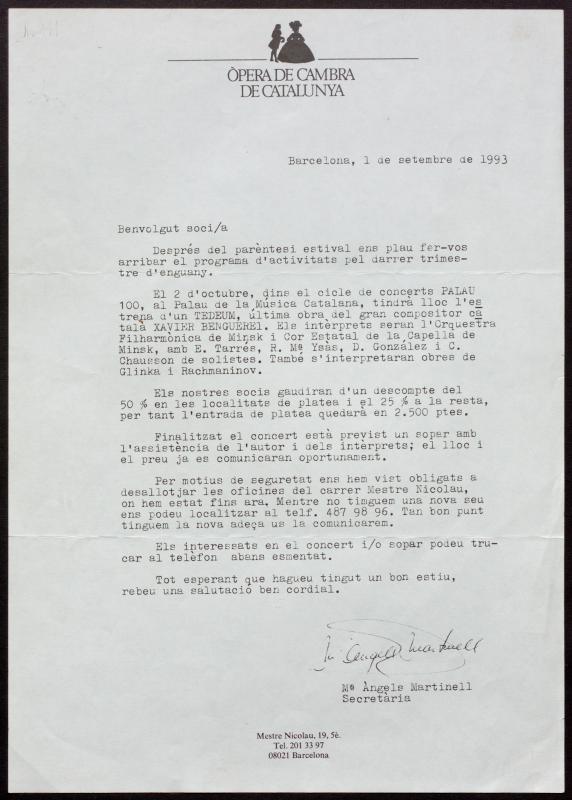 ÒPERA DE CAMBRA
DE CATALUNYA
Barcelona, 1 de setembre de 1993
Benvolgut soci/a
Després del parèntesi estival ens plau fer-vos
arribar el programa d'activitats pel darrer trimes-
tre d'enguany.
El 2 d'octubre, dins el cicle de concerts PALAU
100, al Palau de la Música Catalana, tindrà lloc l'es
trena d'un TEDEUM, última obra del gran compositor ca
talà XAVIER BENGUEREL. Els intèrprets seran l'Orquestra
Filharmònica de Minsk i Cor Estatal de la Capella de
Minsk, amb E. Tarrés, R. Mª Ysàs, D. González i C.
Chausson de solistes. També s'interpretaran obres de
Glinka i Rachmaninov.
Els nostres socis gaudiran d'un descompte del
50 % en les localitats de platea i el 25 % a la resta,
per tant l'entrada de platea quedarà en 2.500 ptes.
Finalitzat el concert està previst un sopar amb
l'assistència de l'autor i dels intèrprets; el lloc i
el preu ja es comunicaran oportunament.
Per motius de seguretat ens hem vist obligats a
desallotjar les oficines del carrer Mestre Nicolau,
on hem estat fins ara. Mentre no tinguem una nova seu
ens podeu localitzar al telf. 487 98 96. Tan bon punt
tinguem la nova adeça us la comunicarem.
Els interessats en el concert i/o sopar podeu tru-
car al telèfon abans esmentat.
Tot esperant que hagueu tingut un bon estiu,
rebeu una salutació ben cordial.
Mª Àngels Martinell
Secretària
Mestre Nicolau, 19, 5è.
Tel. 201 33 97
08021 Barcelona